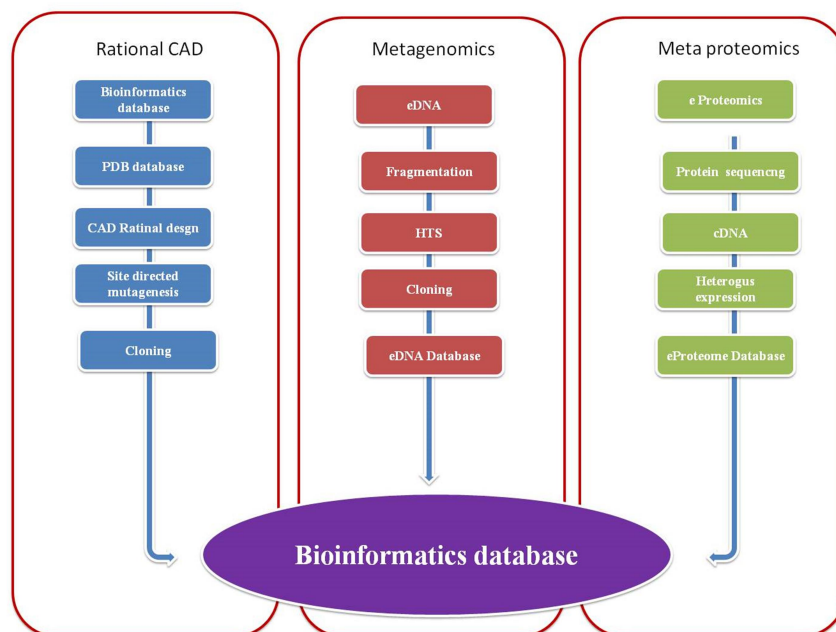 Rational CAD
Bioinformatics
database
PDB database
CAD Ratinal desgn
Site directed
mutagenesis
Cloning
Metagenomics
eDNA
Fragmentation
HTS
Cloning
eDNA Database
Meta proteomics
e Proteomics
Protein sequencng
cDNA
Heterogus
expression
eProteome Database
Bioinformatics database